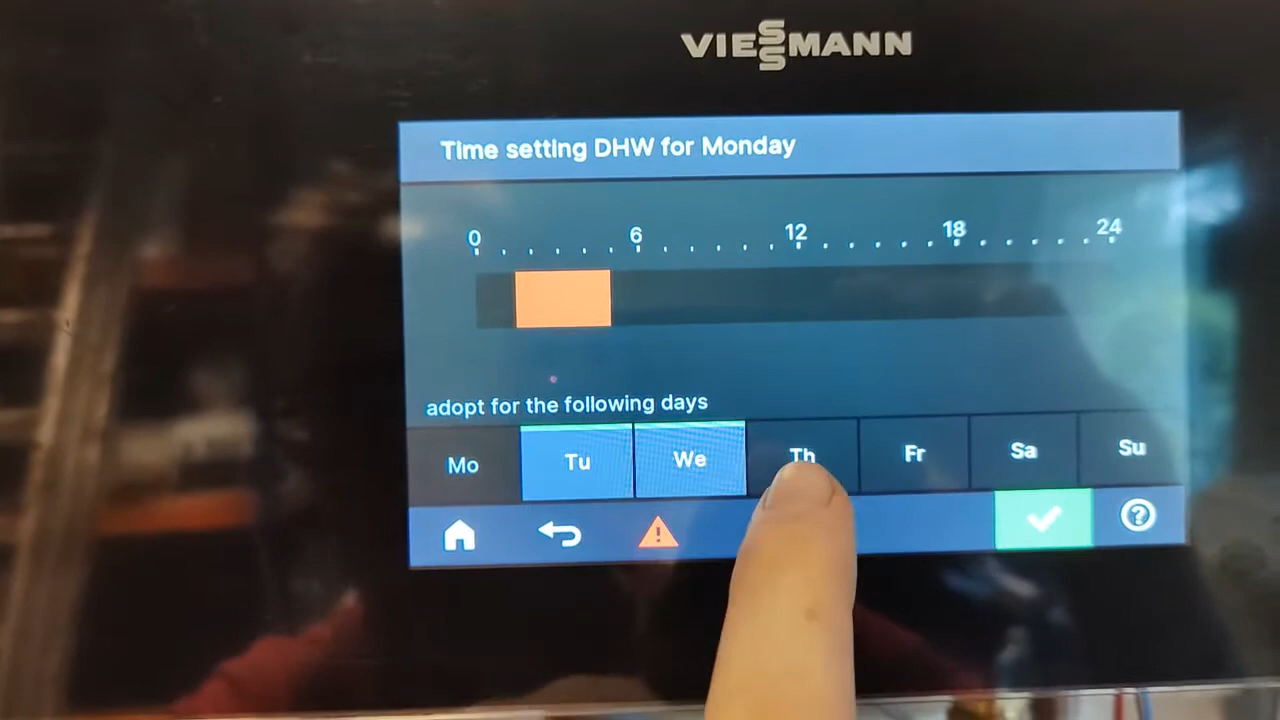 VIESSMANN
Time setting DHW for Monday
0 6 12 18 24
adopt for the following days
Mo Tu We Th Fr Sa Su